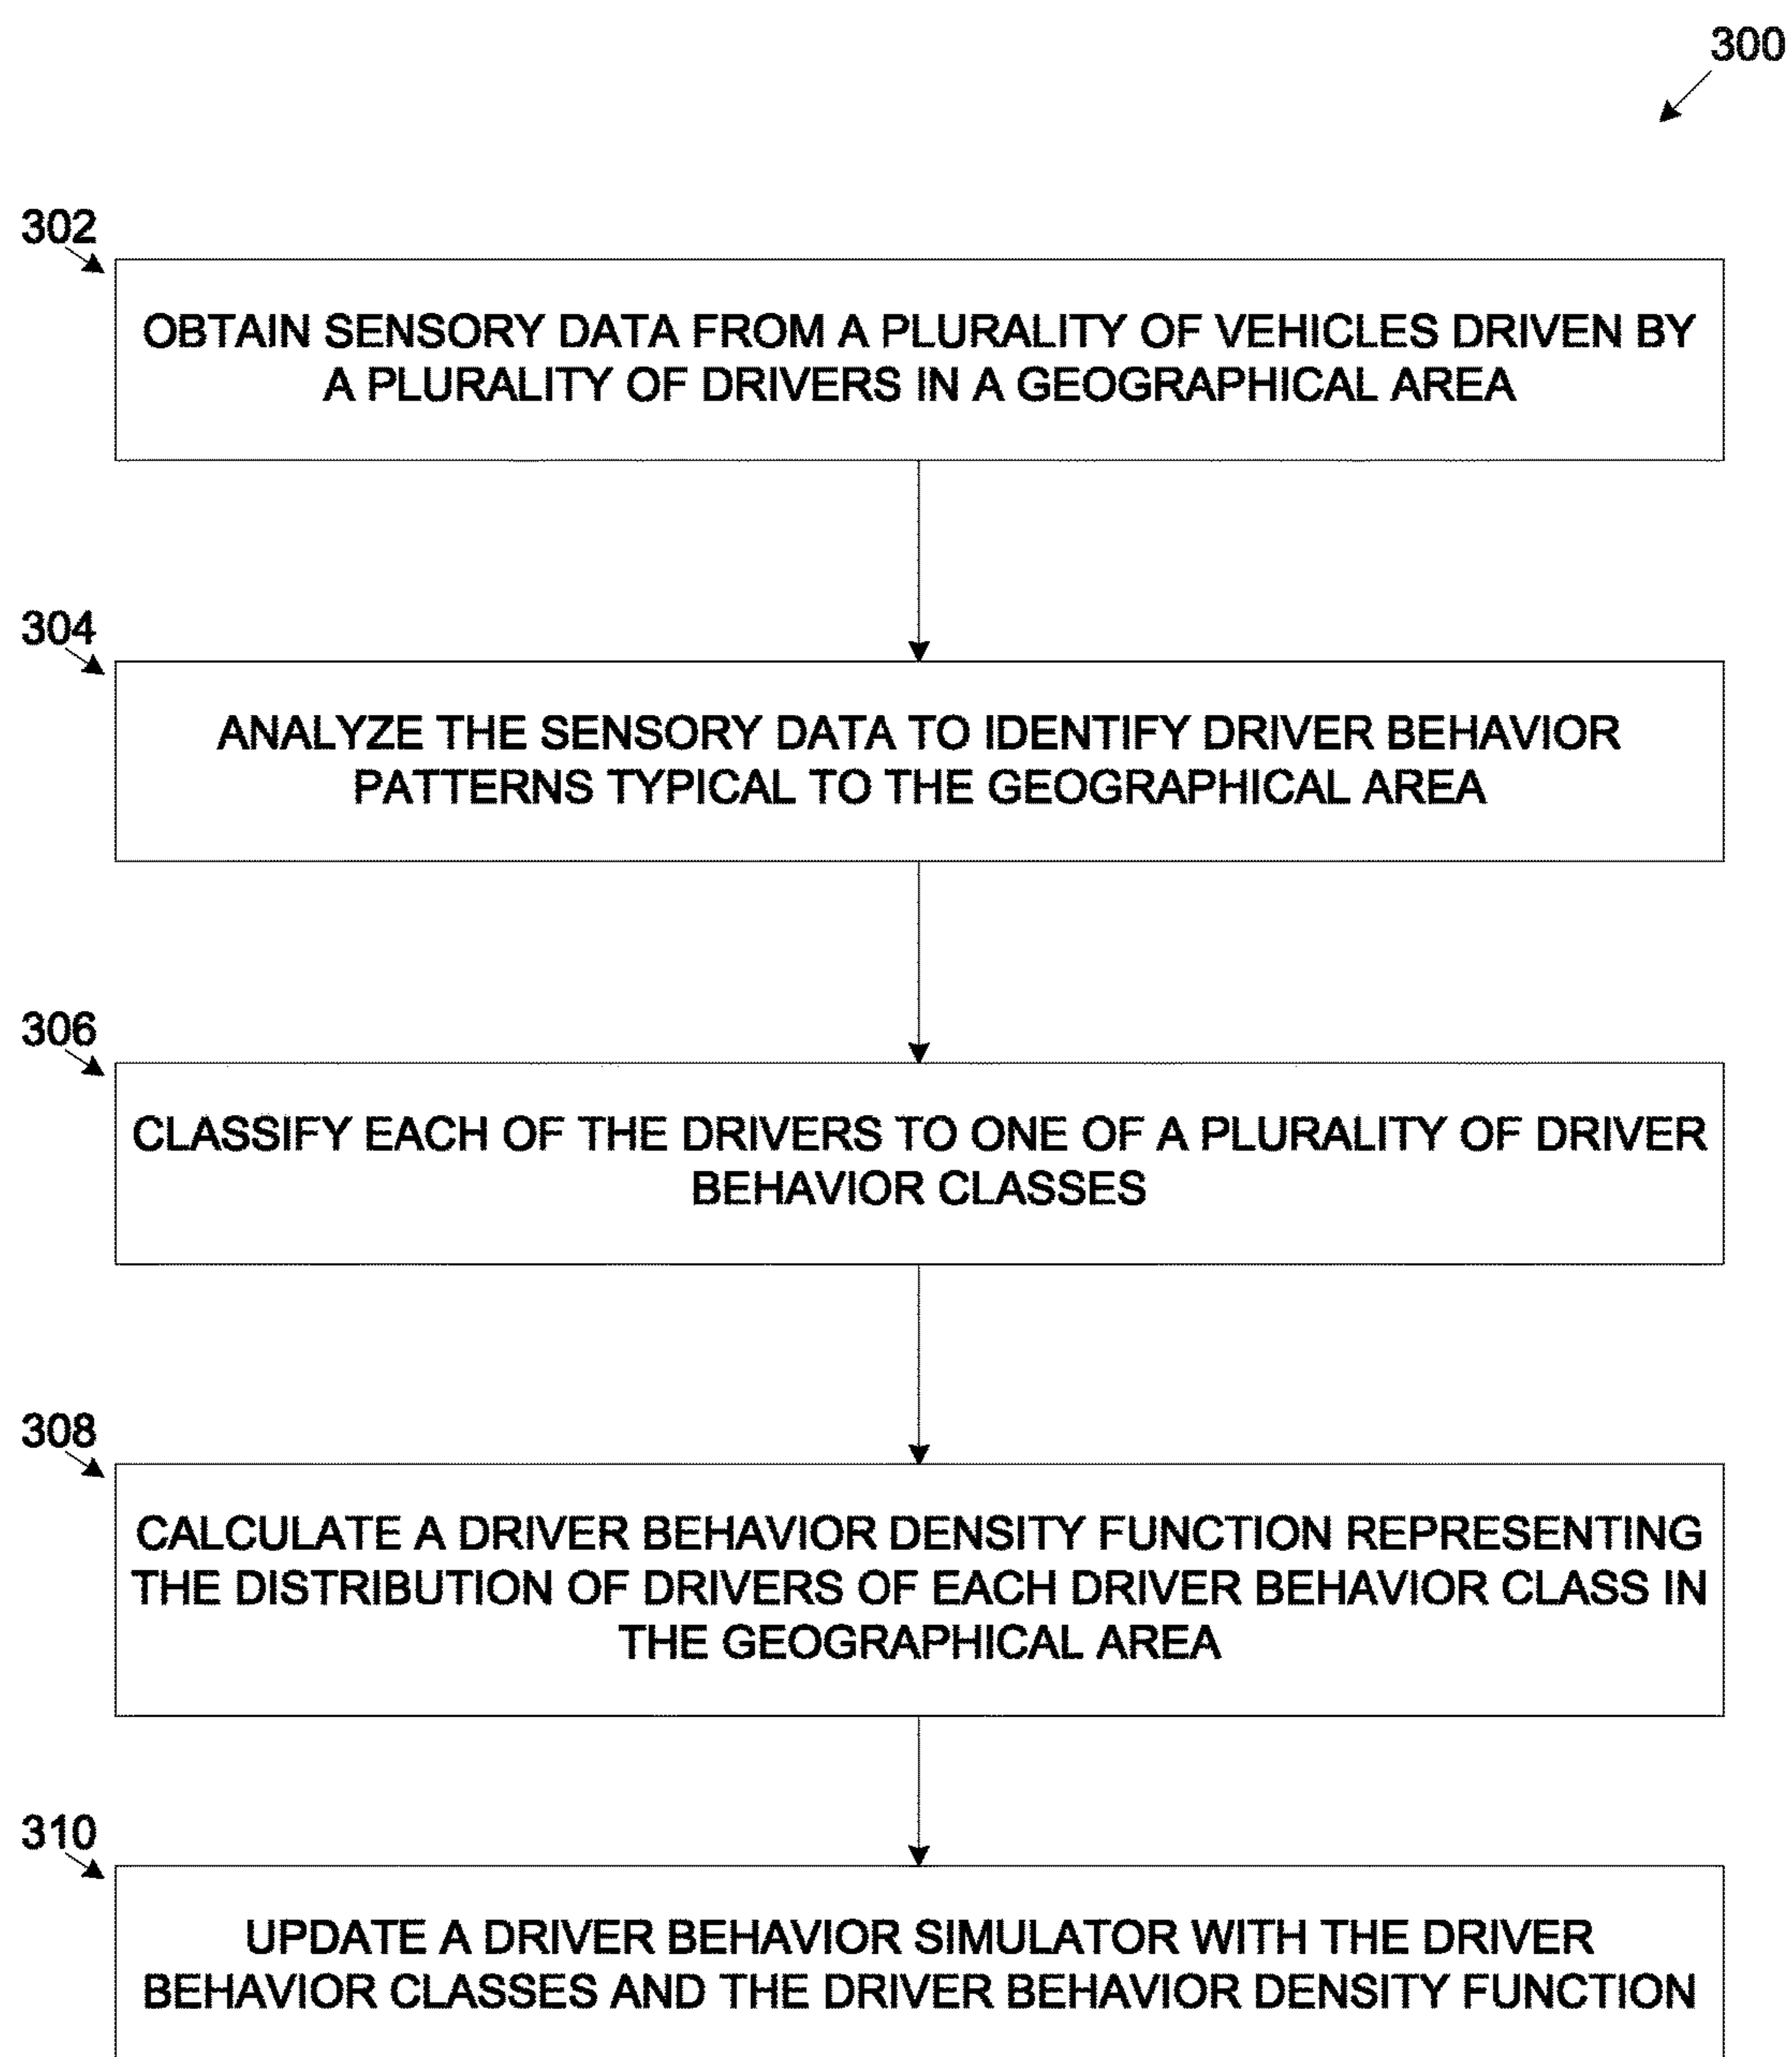 300
302
OBTAIN SENSORY DATA FROM A PLURALITY OF VEHICLES DRIVEN BY
A PLURALITY OF DRIVERS IN A GEOGRAPHICAL AREA
304
ANALYZE THE SENSORY DATA TO IDENTIFY DRIVER BEHAVIOR
PATTERNS TYPICAL TO THE GEOGRAPHICAL AREA
306
CLASSIFY EACH OF THE DRIVERS TO ONE OF A PLURALITY OF DRIVER
BEHAVIOR CLASSES
308
CALCULATE A DRIVER BEHAVIOR DENSITY FUNCTION REPRESENTING
THE DISTRIBUTION OF DRIVERS OF EACH DRIVER BEHAVIOR CLASS IN
THE GEOGRAPHICAL AREA
310
UPDATE A DRIVER BEHAVIOR SIMULATOR WITH THE DRIVER
BEHAVIOR CLASSES AND THE DRIVER BEHAVIOR DENSITY FUNCTION